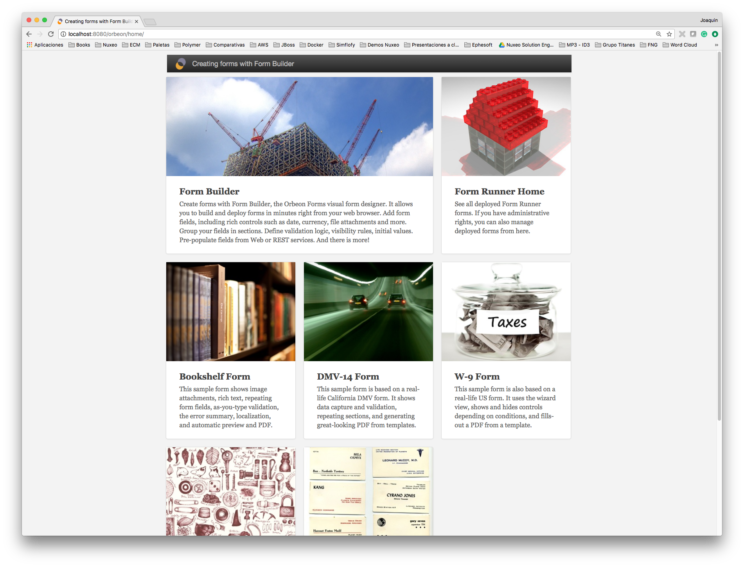 Creating forms with Form Buil
Joaquin
localhost:8080/orbeon/home/
Aplicaciones Books Nuxeo ECM Paletas Polymer Comparativas AWS JBoss Docker Simflofy Demos Nuxeo Presentaciones a cl... Ephesoft Nuxeo Solution Eng... MP3 - ID3 Grupo Titanes FNG Word Cloud
Creating forms with Form Builder
Form Builder
Create forms with Form Builder, the Orbeon Forms visual form designer. It allows
you to build and deploy forms in minutes right from your web browser. Add form
fields, including rich controls such as date, currency, file attachments and more.
Group your fields in sections. Define validation logic, visibility rules, initial values.
Pre-populate fields from Web or REST services. And there is more!
Form Runner Home
See all deployed Form Runner
forms. If you have administrative
rights, you can also manage
deployed forms from here.
Bookshelf Form
This sample form shows image
attachments, rich text, repeating
form fields, as-you-type validation,
the error summary, localization,
and automatic preview and PDF.
DMV-14 Form
This sample form is based on a real-
life California DMV form. It shows
data capture and validation,
repeating sections, and generating
great-looking PDF from templates.
Taxes
W-9 Form
This sample form is also based on a
real-life US form. It uses the wizard
view, shows and hides controls
depending on conditions, and fills-
out a PDF from a template.
KANG
CYRANO JONES